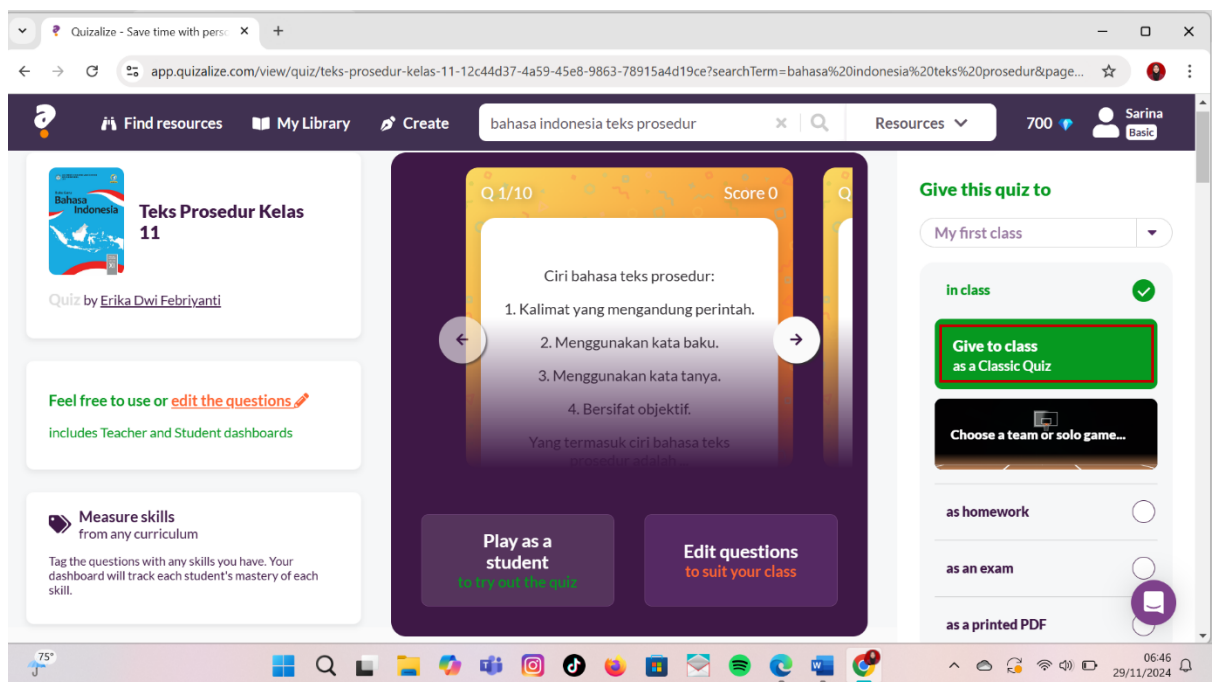 Quizalize - Save time with perso
app.quizalize.com/view/quiz/teks-prosedur-kelas-11-12c44d37-4a59-45e8-9863-78915a4d19ce?searchTerm=bahasa%20indonesia%20teks%20prosedur&page...
Find resources
My Library
Create
bahasa indonesia teks prosedur
Resources
700
Sarina
Basic
Bahasa
Indonesia
Teks Prosedur Kelas
11
Quiz by Erika Dwi Febriyanti
Feel free to use or edit the questions
includes Teacher and Student dashboards
Measure skills
from any curriculum
Tag the questions with any skills you have. Your
dashboard will track each student's mastery of each
skill.
Q 1/10
Score 0
Q
Ciri bahasa teks prosedur:
1. Kalimat yang mengandung perintah.
2. Menggunakan kata baku.
3. Menggunakan kata tanya.
4. Bersifat objektif.
Yang termasuk ciri bahasa teks
prosedur adalah
Play as a
student
to try out the quiz
Edit questions
to suit your class
Give this quiz to
My first class
in class
Give to class
as a Classic Quiz
Choose a team or solo game...
as homework
as an exam
as a printed PDF
75°
06:46
29/11/2024